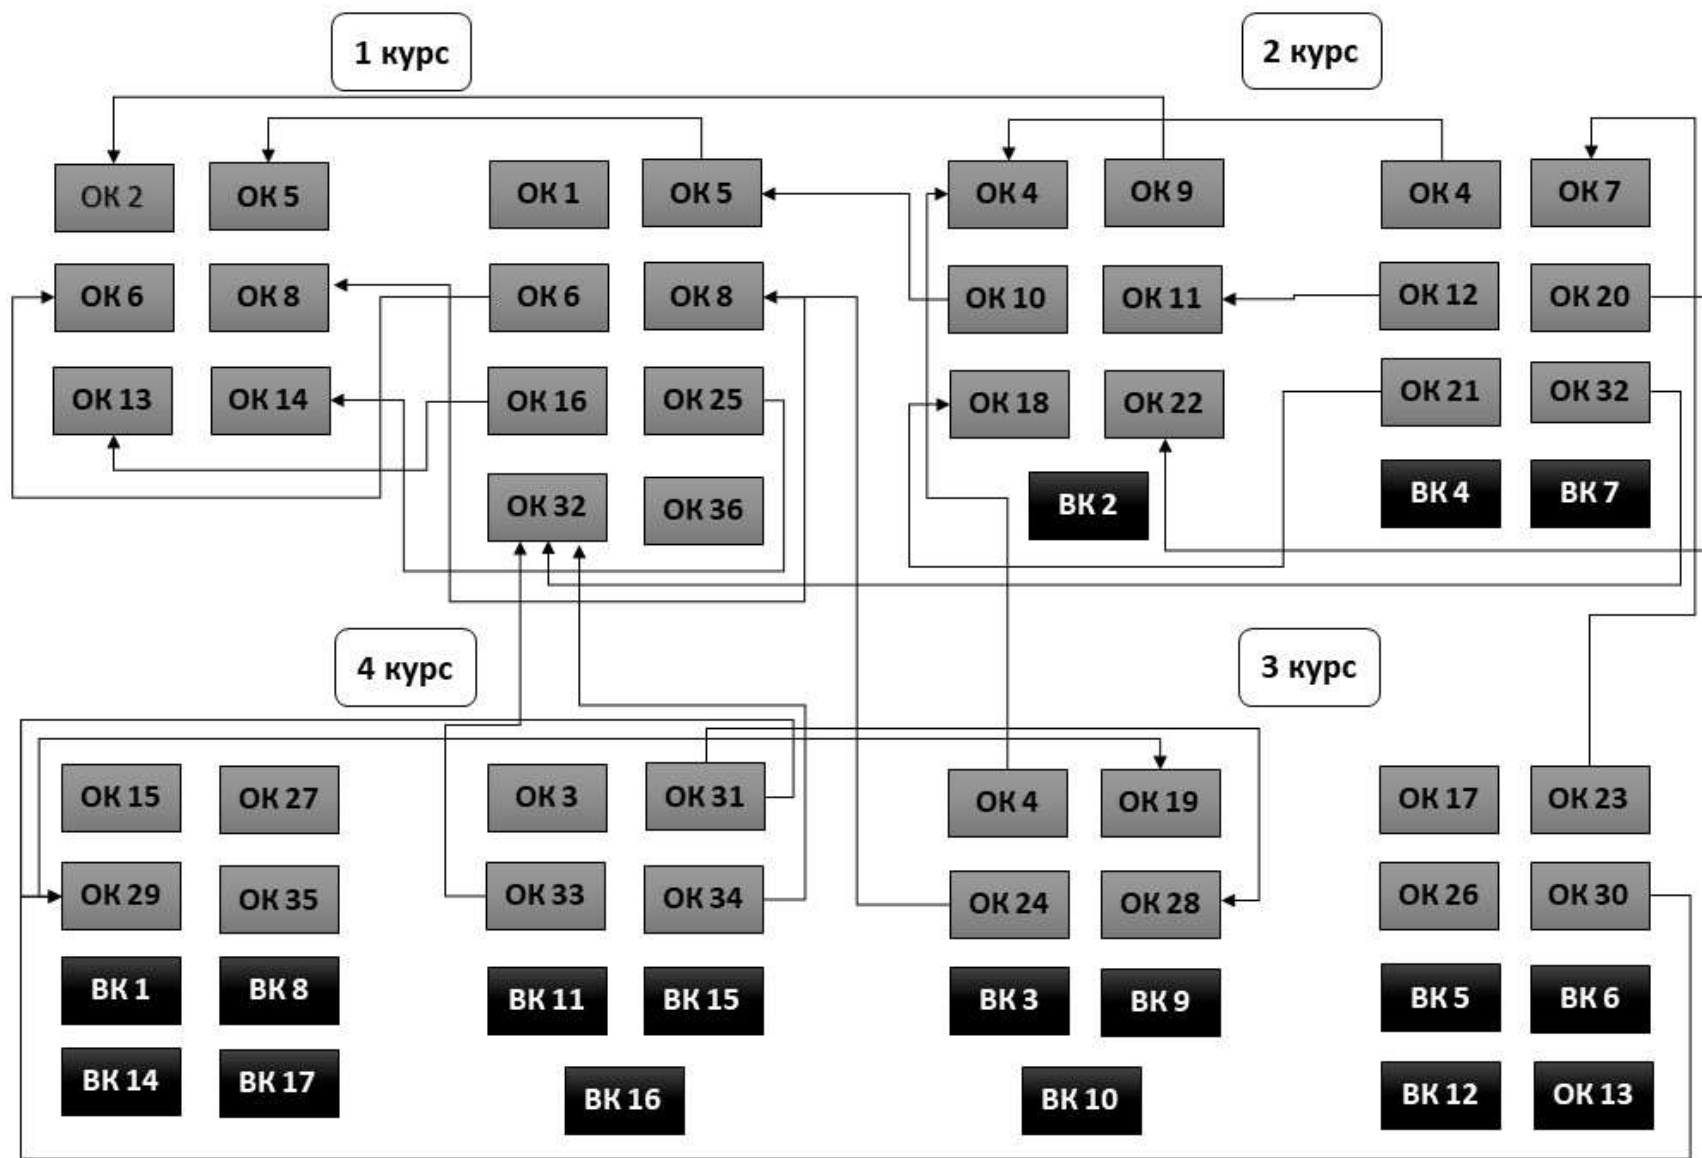 1 курс
2 курс
ОК 2
ОК 5
ОК 1
ОК 5
ОК 4
ОК 9
ОК 4
ОК 7
ОК 6
ОК 8
ОК 6
ОК 8
ОК 10
ОК 11
ОК 12
ОК 20
ОК 13
ОК 14
ОК 16
ОК 25
ОК 18
ОК 22
ОК 21
ОК 32
ОК 32
ОК 36
ВК 2
ВК 4
ВК 7
4 курс
3 курс
ОК 15
ОК 27
ОК 3
ОК 31
ОК 4
ОК 19
ОК 17
ОК 23
ОК 29
ОК 35
ОК 33
ОК 34
ОК 24
ОК 28
ОК 26
ОК 30
ВК 1
ВК 8
ВК 11
ВК 15
ВК 3
ВК 9
ВК 5
ВК 6
ВК 14
ВК 17
ВК 16
ВК 10
ВК 12
ОК 13